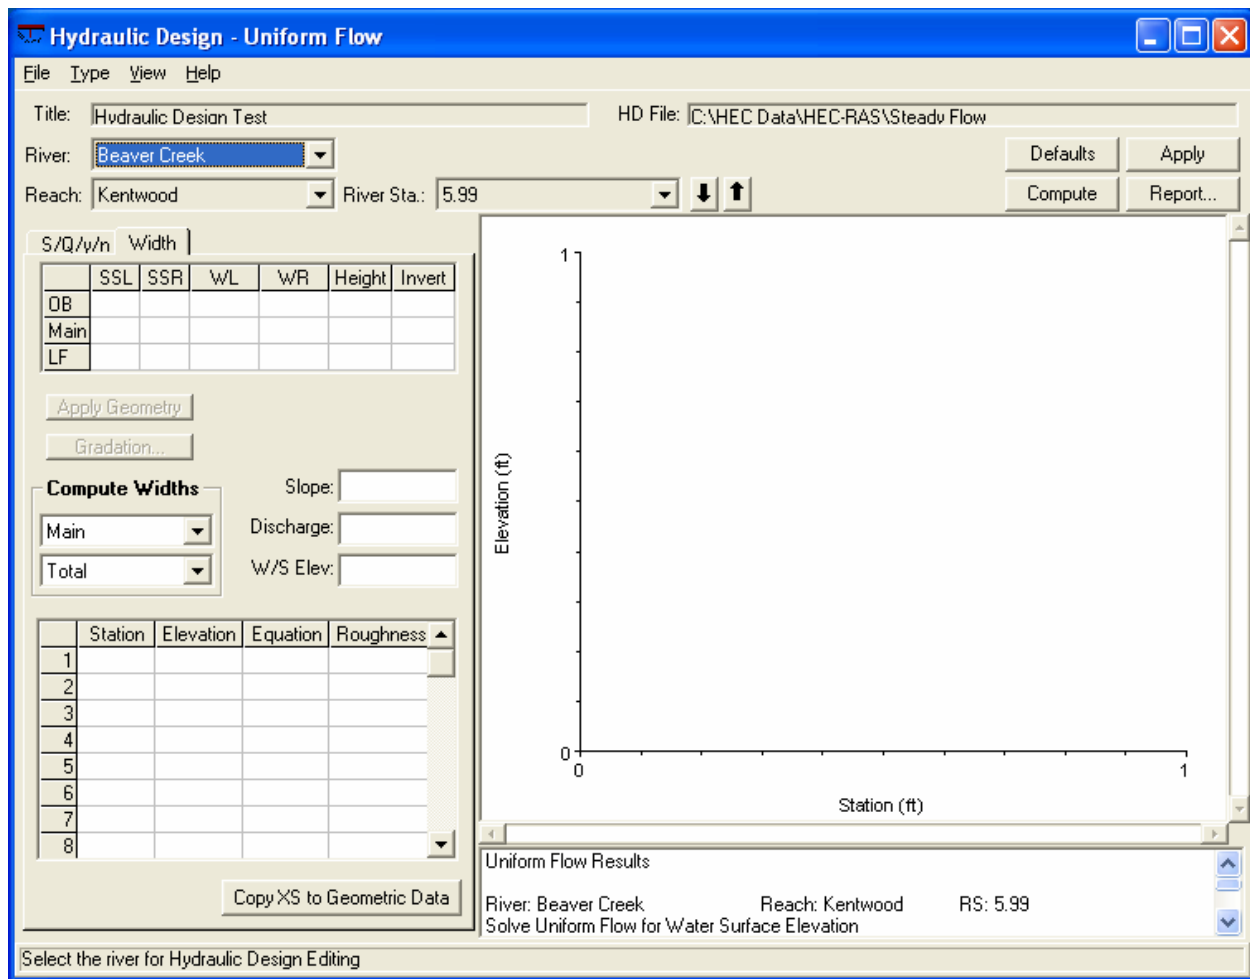 Hydraulic Design - Uniform Flow
File Type View Help
Title: Hydraulic Design Test HD File: C:\HEC Data\HEC-RAS\Steady Flow
River: Beaver Creek Defaults Apply
Reach: Kentwood River Sta.: 5.99 Compute Report...
S/Q/y/n Width
SSL SSR WL WR Height Invert
OB
Main
LF
Apply Geometry
Gradation...
Compute Widths
Main
Total
Slope:
Discharge:
W/S Elev:
Station Elevation Equation Roughness
1
2
3
4
5
6
7
8
Copy XS to Geometric Data
1
Elevation (ft)
0
0 1
Station (ft)
Uniform Flow Results
River: Beaver Creek Reach: Kentwood RS: 5.99
Solve Uniform Flow for Water Surface Elevation
Select the river for Hydraulic Design Editing